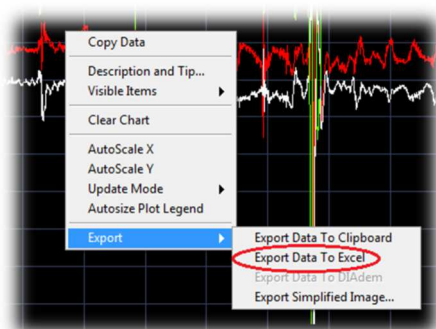 Copy Data
Description and Tip...
Visible Items
Clear Chart
AutoScale X
AutoScale Y
Update Mode
Autosize Plot Legend
Export
Export Data To Clipboard
Export Data To Excel
Export Data To DIAdem
Export Simplified Image...